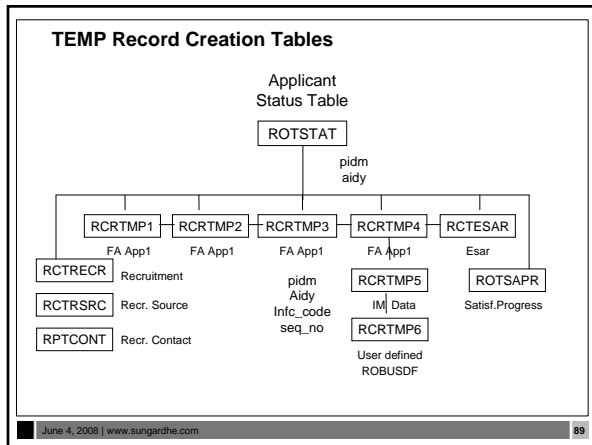 TEMP Record Creation Tables
Applicant
Status Table
ROTSTAT
pidm
aidy
RCRTMP1 RCRTMP2 RCRTMP3 RCRTMP4 RCTESAR
FA App1 FA App1 FA App1 FA App1 Esar
RCTRECR Recruitment
RCTRSRC Recr. Source
RPTCONT Recr. Contact
pidm
Aidy
Infc_code
seq_no
RCRTMP5
IM Data
RCRTMP6
User defined
ROBUSDF
ROTSAPR
Satisf.Progress
June 4, 2008 | www.sungardhe.com 89